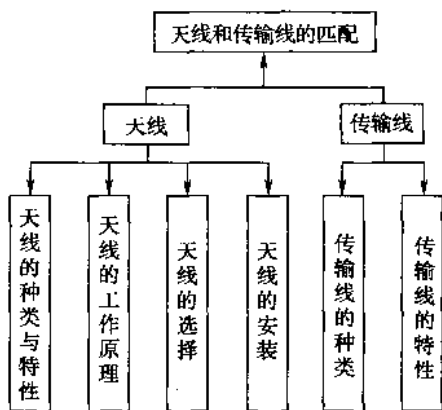 天线和传输线的匹配
天线
传输线
天线的种类与特性
天线的工作原理
天线的选择
天线的安装
传输线的种类
传输线的特性